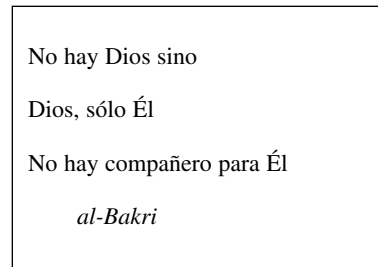 No hay Dios sino
Dios, sólo Él
No hay compañero para Él
al-Bakri